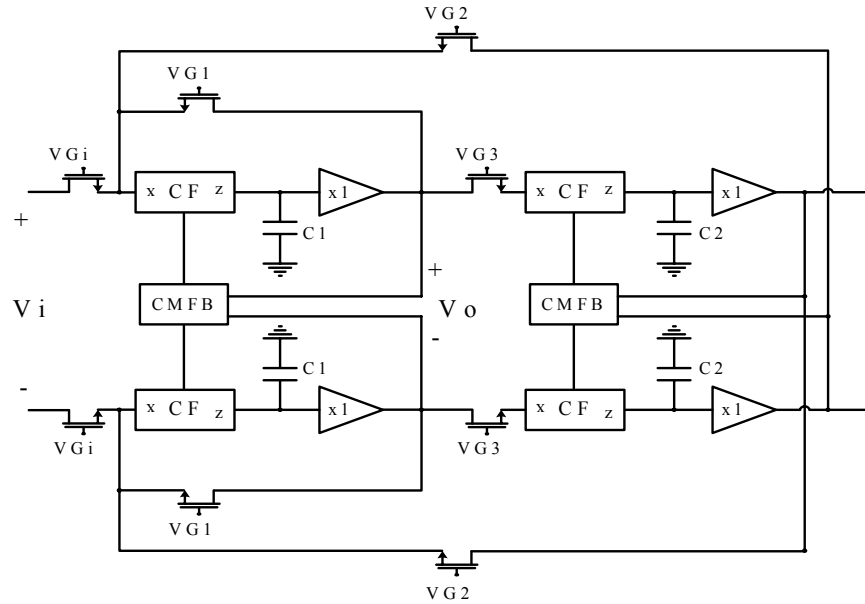 VG2
VG1
VGi
VG3
x CF z
x1
x CF z
x1
+
C1
C2
+
Vi
CMFB
Vo
CMFB
-
C1
C2
-
x CF z
x1
x CF z
x1
VGi
VG3
VG1
VG2